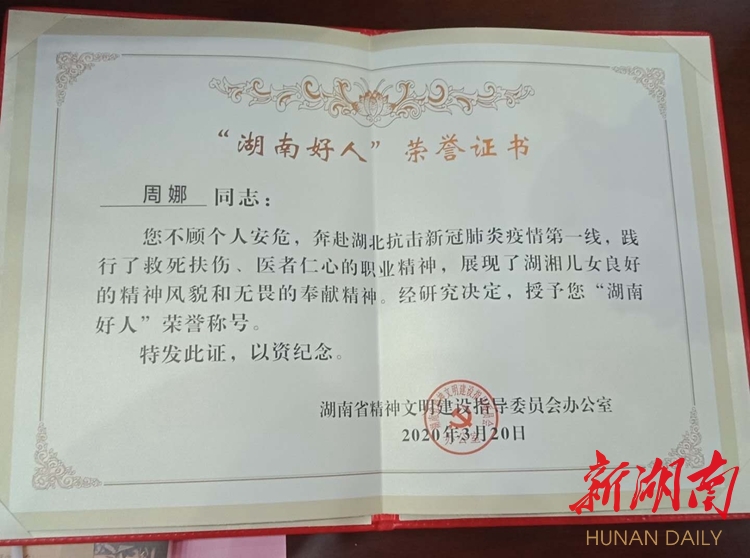 “湖南好人”荣誉证书
周娜 同志：
您不顾个人安危，奔赴湖北抗击新冠肺炎疫情第一线，践
行了救死扶伤、医者仁心的职业精神，展现了湖湘儿女良好
的精神风貌和无畏的奉献精神。经研究决定，授予您“湖南
好人”荣誉称号。
特发此证，以资纪念。
湖南省精神文明建设指导委员会办公室
2020年3月20日
新湖南
HUNAN DAILY